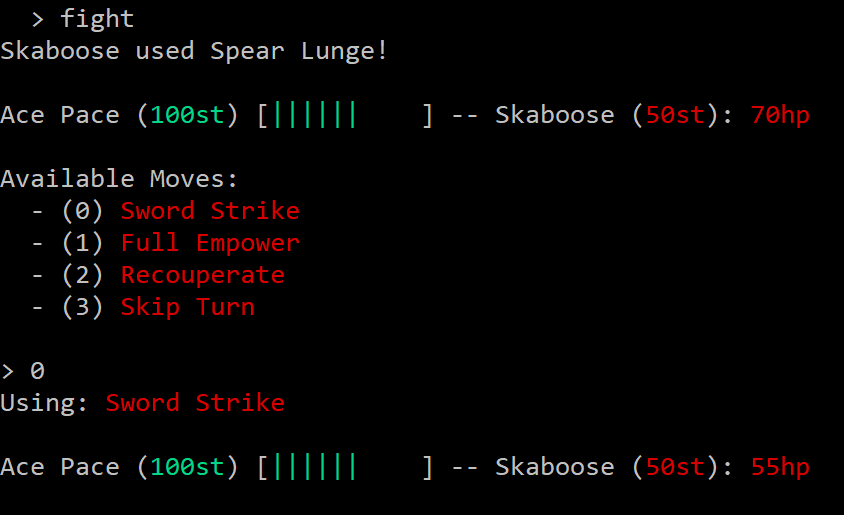 > fight
Skaboose used Spear Lunge!
Ace Pace (100st) [||||||    ] -- Skaboose (50st): 70hp
Available Moves:
- (0) Sword Strike
- (1) Full Empower
- (2) Recouperate
- (3) Skip Turn
> 0
Using: Sword Strike
Ace Pace (100st) [||||||    ] -- Skaboose (50st): 55hp